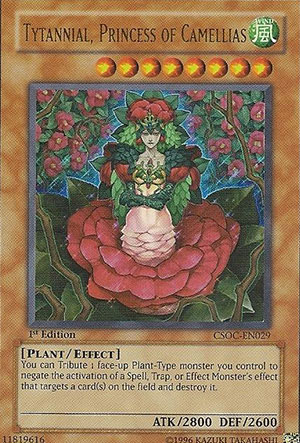 TYTANNIAL, PRINCESS OF CAMELLIAS
WIND
風
1st Edition
CSOC-EN029
[PLANT/EFFECT]
You can Tribute 1 face-up Plant-Type monster you control to
negate the activation of a Spell, Trap, or Effect Monster's effect
that targets a card(s) on the field and destroy it.
ATK/2800 DEF/2600
11819616
©1996 KAZUKI TAKAHASHI